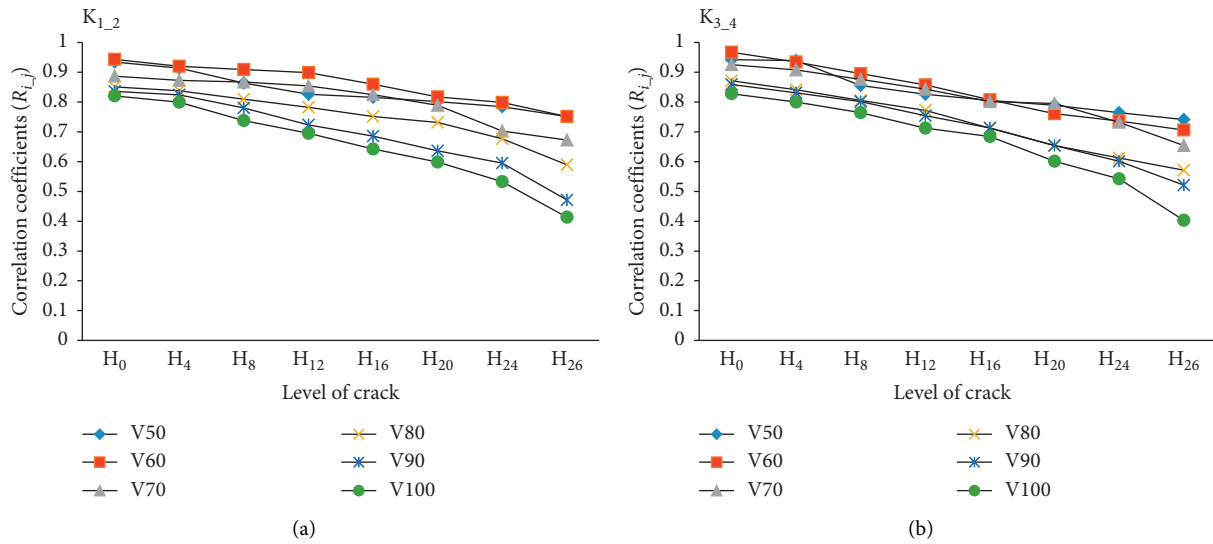 K1_2
Correlation coefficients (Ri_j)
1
0.9
0.8
0.7
0.6
0.5
0.4
0.3
0.2
0.1
0
H0 H4 H8 H12 H16 H20 H24 H26
Level of crack
V50 V80
V60 V90
V70 V100
(a)
K3_4
Correlation coefficients (Ri_j)
1
0.9
0.8
0.7
0.6
0.5
0.4
0.3
0.2
0.1
0
H0 H4 H8 H12 H16 H20 H24 H26
Level of crack
V50 V80
V60 V90
V70 V100
(b)